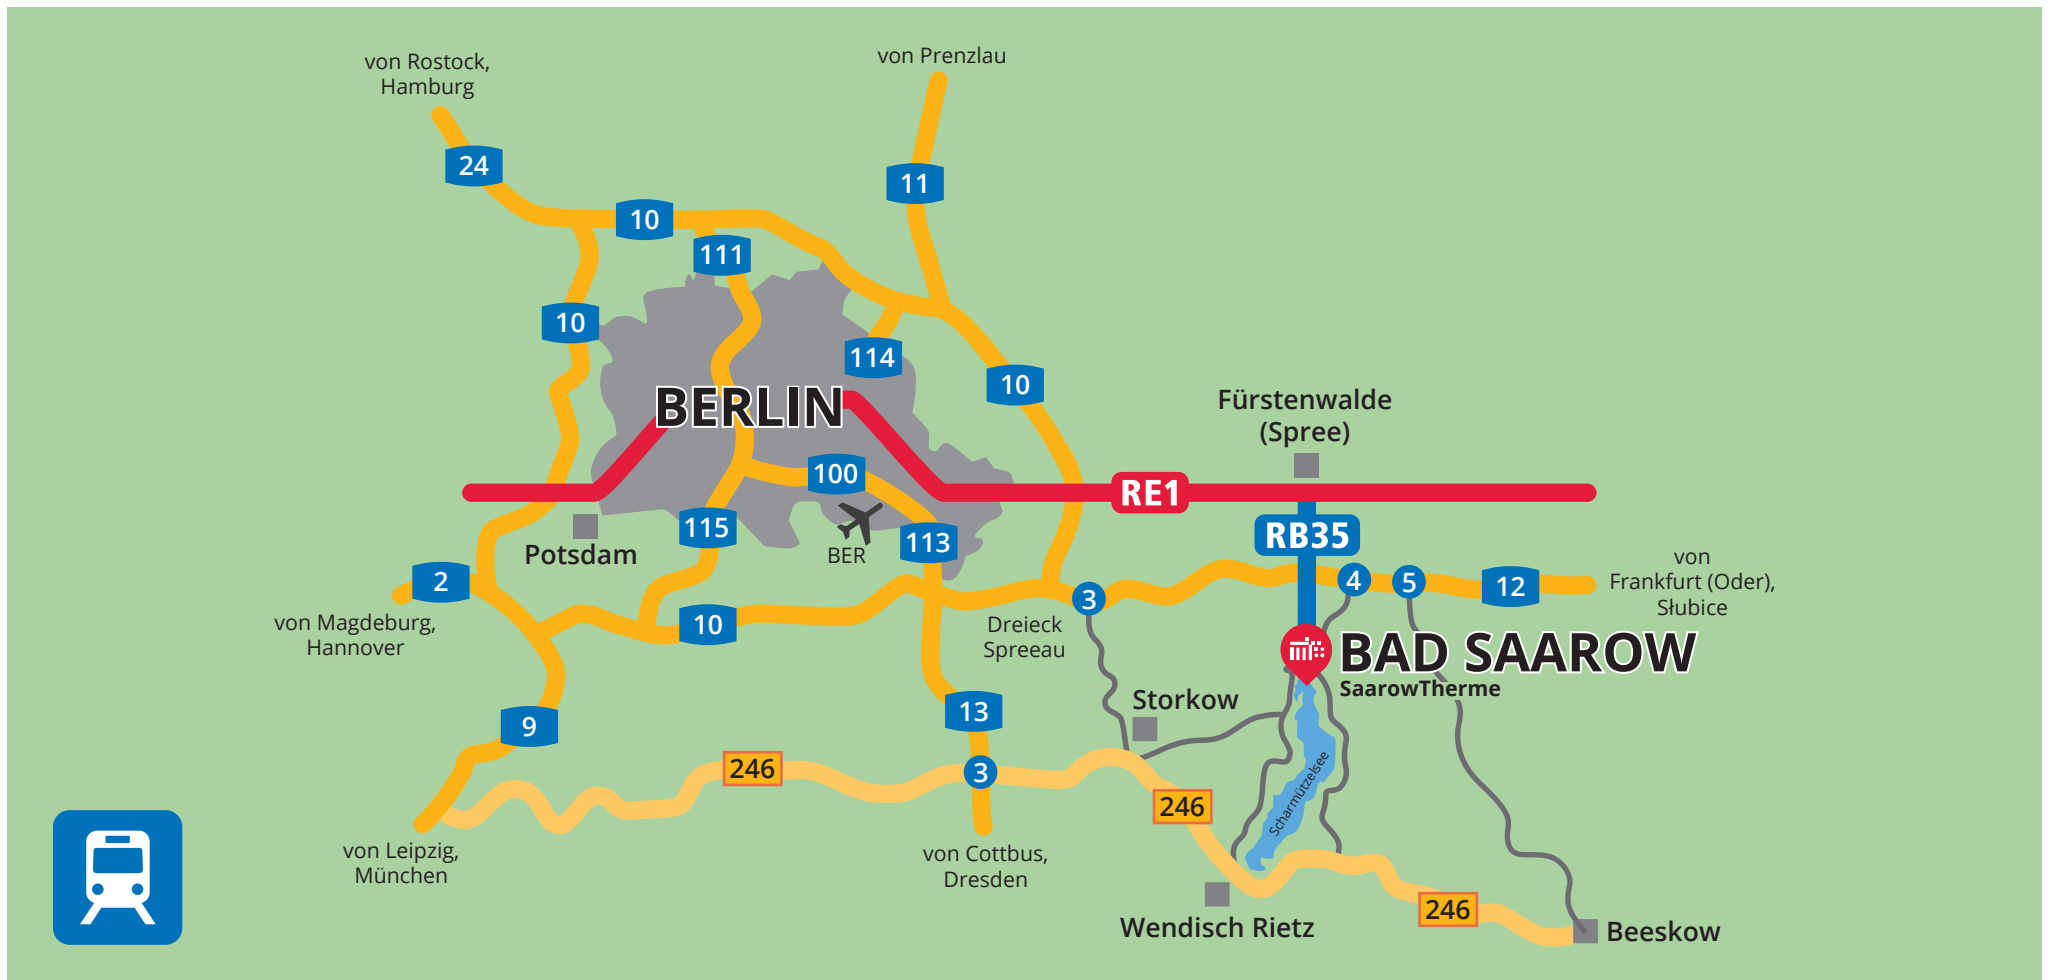 von Rostock,
Hamburg
von Prenzlau
24
11
10
111
10
114
10
BERLIN
Fürstenwalde
(Spree)
100
RE1
115
BER
113
RB35
Potsdam
2
von Magdeburg,
Hannover
10
3
Dreieck
Spreeau
4
5
12
von
Frankfurt (Oder),
Słubice
BAD SAAROW
SaarowTherme
Storkow
9
13
246
3
246
Scharmützelsee
von Leipzig,
München
von Cottbus,
Dresden
Wendisch Rietz
246
Beeskow